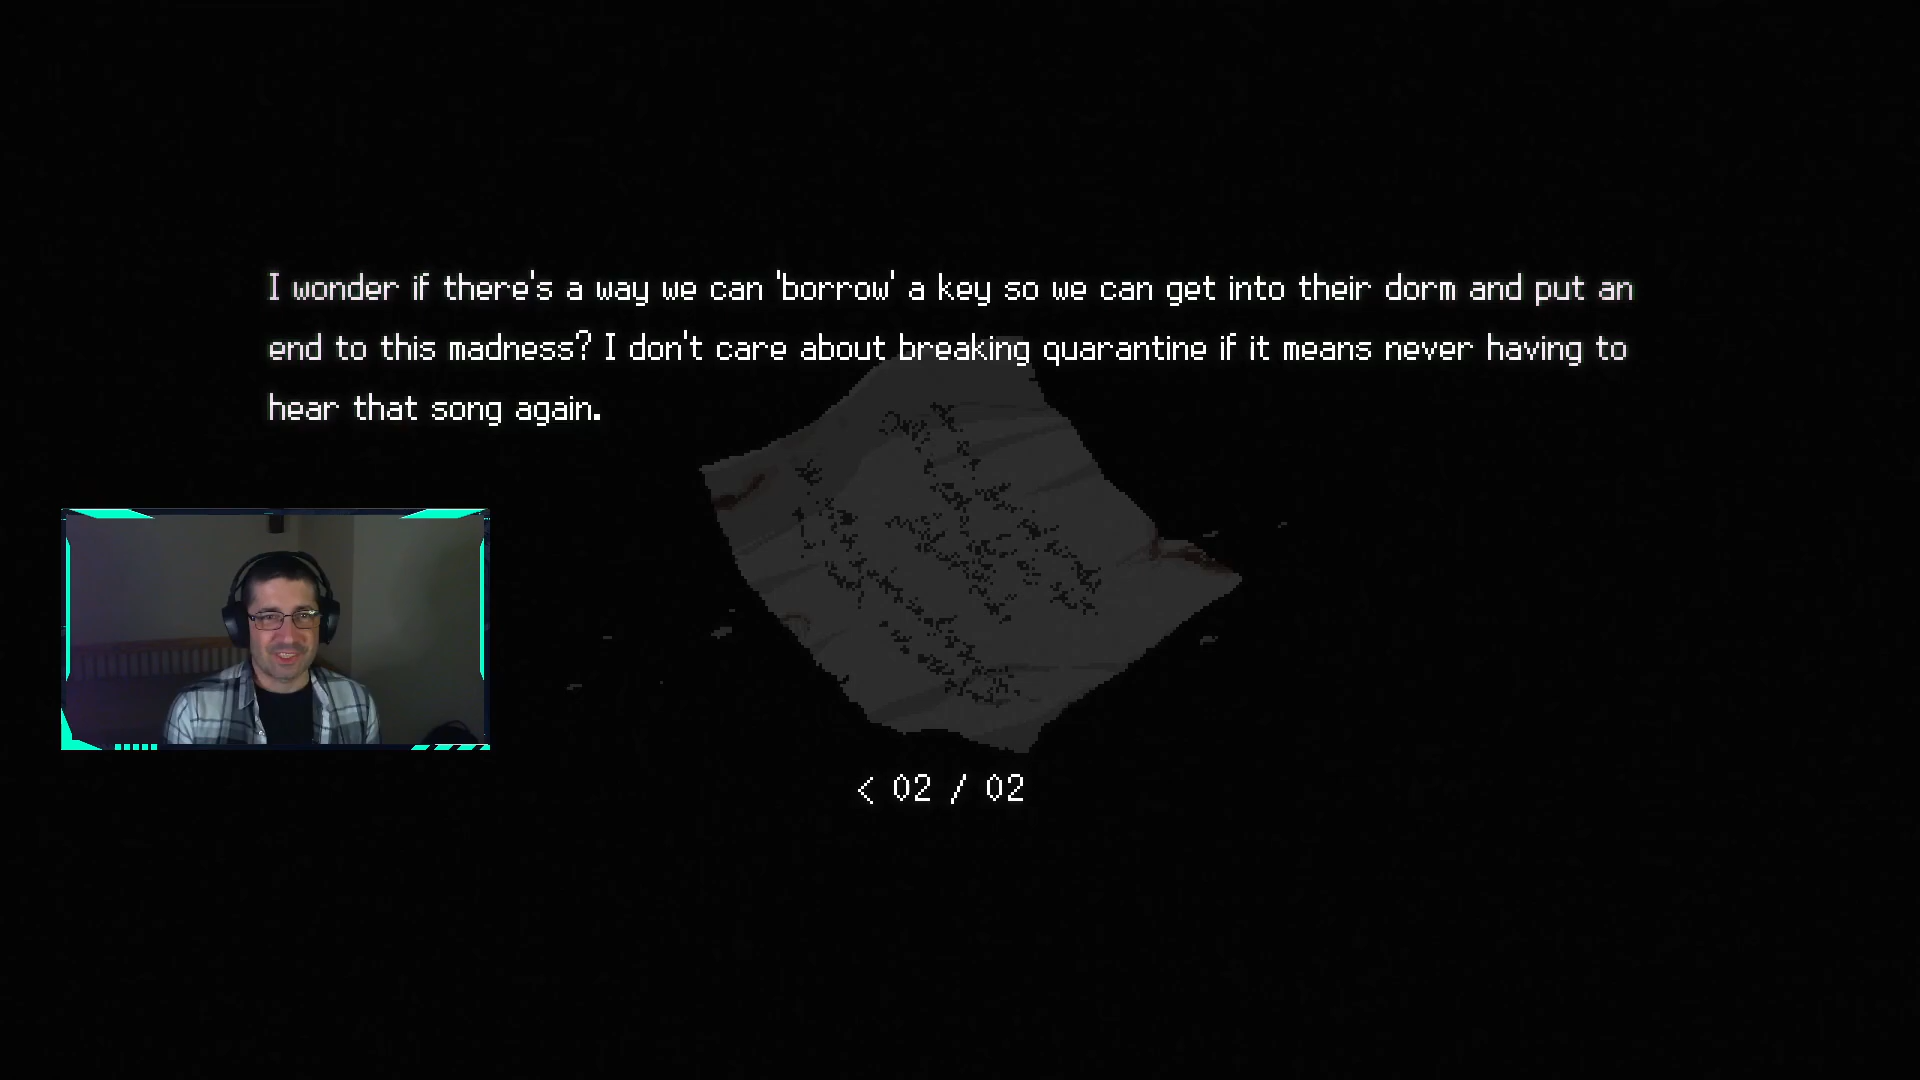 I wonder if there's a way we can 'borrow' a key so we can get into their dorm and put an
end to this madness? I don't care about breaking quarantine if it means never having to
hear that song again.
< 02 / 02